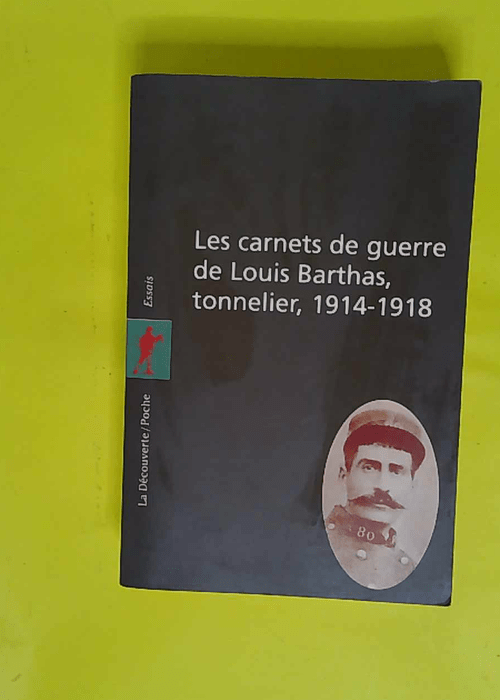 Les carnets de guerre
de Louis Barthas,
tonnelier, 1914-1918
Essais
La Découverte/Poche
80